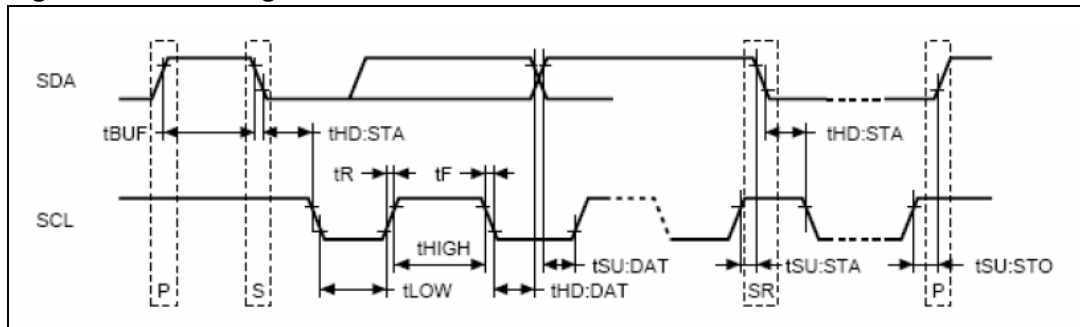 SDA
tBUF
tHD:STA
tHD:STA
tR
tF
SCL
tHIGH
tSU:DAT
tSU:STA
tSU:STO
P
S
tLOW
tHD:DAT
SR
P